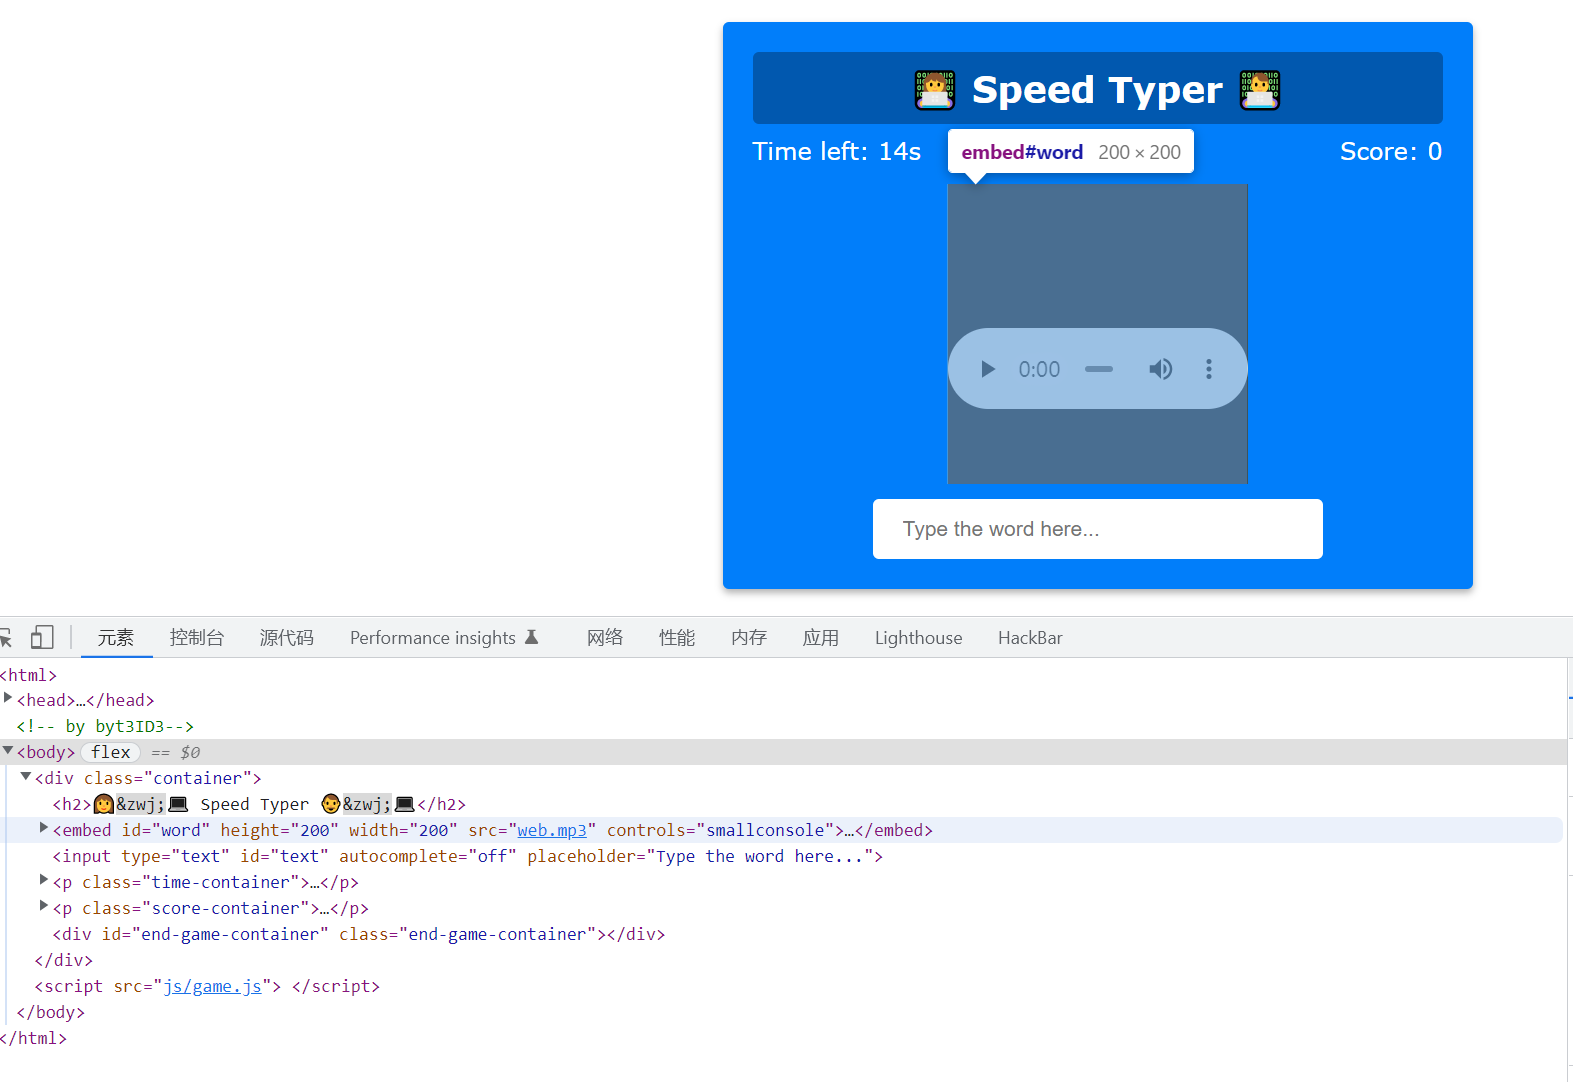 👩‍💻 Speed Typer 👨‍💻
Time left: 14s
embed#word 200 × 200
Score: 0
0:00
Type the word here...
元素 控制台 源代码 Performance insights 网络 性能 内存 应用 Lighthouse HackBar
<html>
<head>…</head>
<!-- by byt3ID3-->
<body> flex == $0
<div class="container">
<h2>👩&zwj;💻 Speed Typer 👨&zwj;💻</h2>
<embed id="word" height="200" width="200" src="web.mp3" controls="smallconsole">…</embed>
<input type="text" id="text" autocomplete="off" placeholder="Type the word here...">
<p class="time-container">…</p>
<p class="score-container">…</p>
<div id="end-game-container" class="end-game-container"></div>
</div>
<script src="js/game.js"> </script>
</body>
</html>